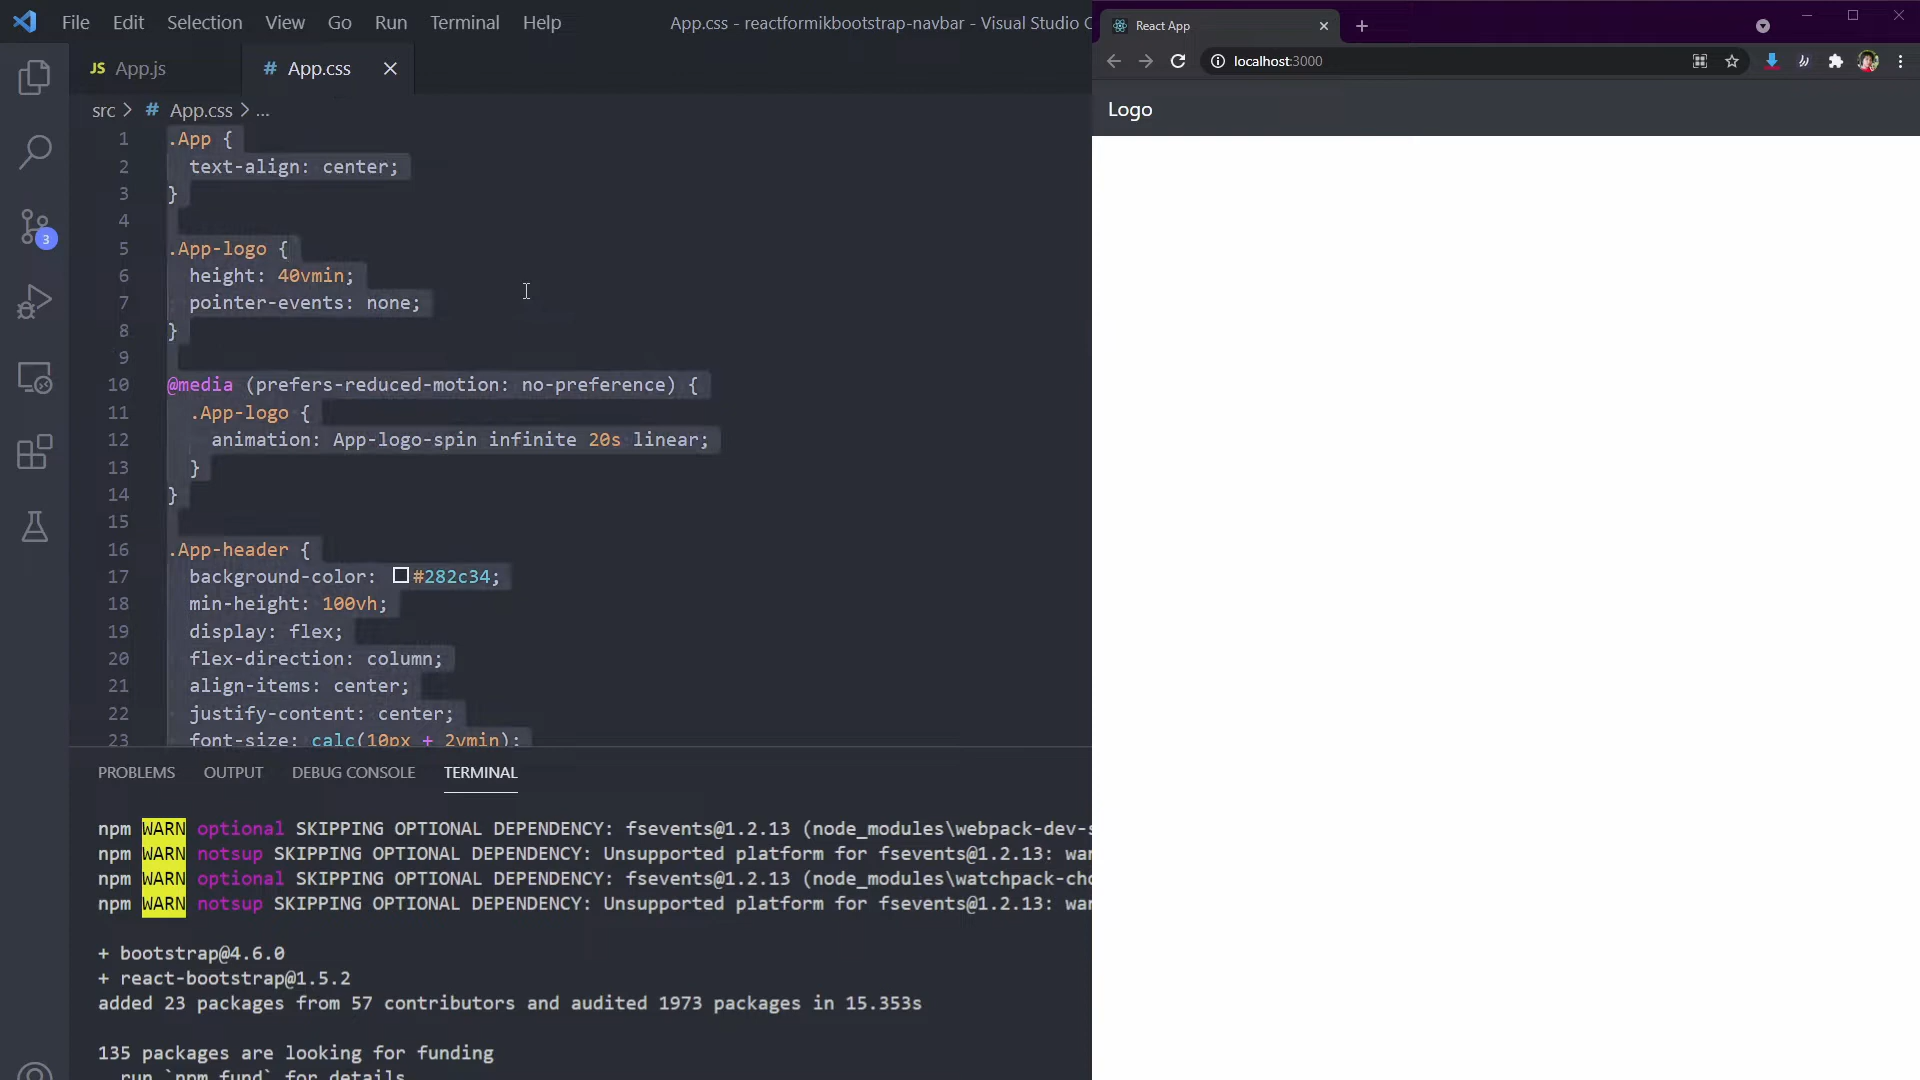 File Edit Selection View Go Run Terminal Help App.css - reactformikbootstrap-navbar - Visual Studio
JS App.js # App.css
src > # App.css > ...
1 .App {
2 text-align: center;
3 }
4
5 .App-logo {
6 height: 40vmin;
7 pointer-events: none;
8 }
9
10 @media (prefers-reduced-motion: no-preference) {
11 .App-logo {
12 animation: App-logo-spin infinite 20s linear;
13 }
14 }
15
16 .App-header {
17 background-color: #282c34;
18 min-height: 100vh;
19 display: flex;
20 flex-direction: column;
21 align-items: center;
22 justify-content: center;
23 font-size: calc(10px + 2vmin);
3
PROBLEMS OUTPUT DEBUG CONSOLE TERMINAL
npm WARN optional SKIPPING OPTIONAL DEPENDENCY: fsevents@1.2.13 (node_modules\webpack-dev-s
npm WARN notsup SKIPPING OPTIONAL DEPENDENCY: Unsupported platform for fsevents@1.2.13: wan
npm WARN optional SKIPPING OPTIONAL DEPENDENCY: fsevents@1.2.13 (node_modules\watchpack-cho
npm WARN notsup SKIPPING OPTIONAL DEPENDENCY: Unsupported platform for fsevents@1.2.13: wan
+ bootstrap@4.6.0
+ react-bootstrap@1.5.2
added 23 packages from 57 contributors and audited 1973 packages in 15.353s
135 packages are looking for funding
run `npm fund` for details
React App
localhost:3000
Logo